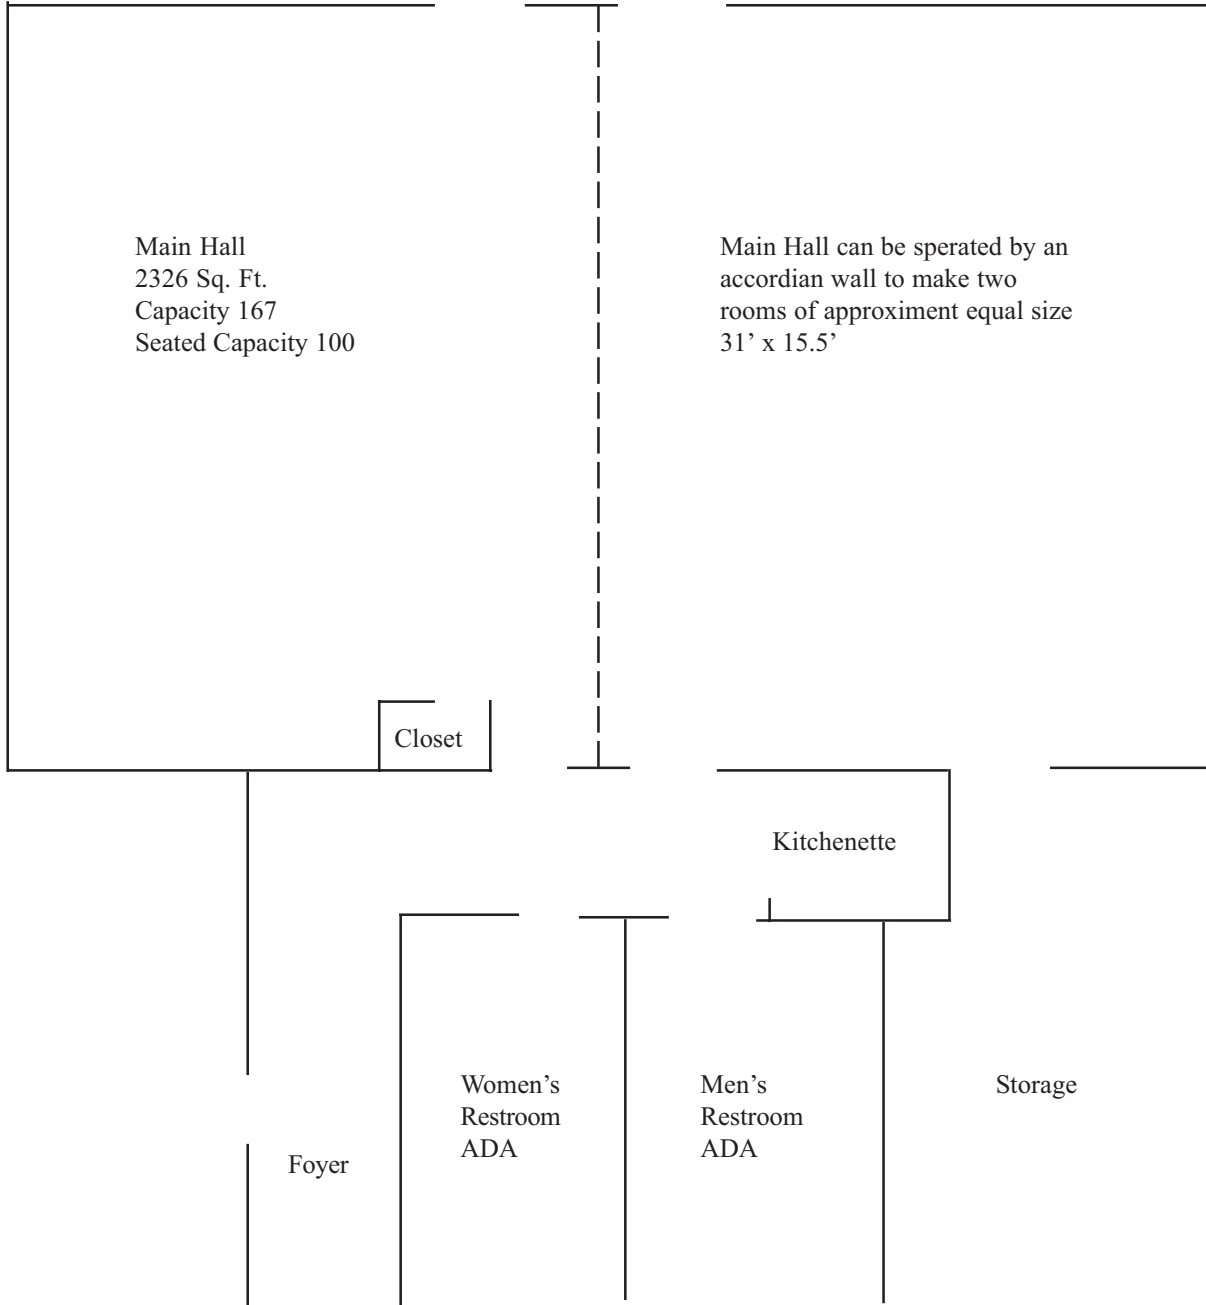 Main Hall
2326 Sq. Ft.
Capacity 167
Seated Capacity 100
Main Hall can be sperated by an
accordian wall to make two
rooms of approximent equal size
31’ x 15.5’
Closet
Kitchenette
Women’s
Restroom
ADA
Men’s
Restroom
ADA
Storage
Foyer